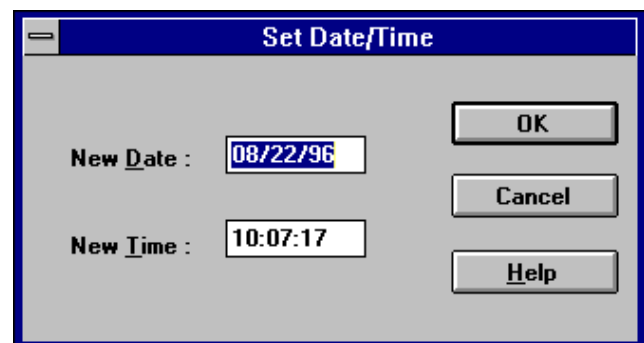 Set Date/Time
New Date : 08/22/96
New Time : 10:07:17
OK
Cancel
Help